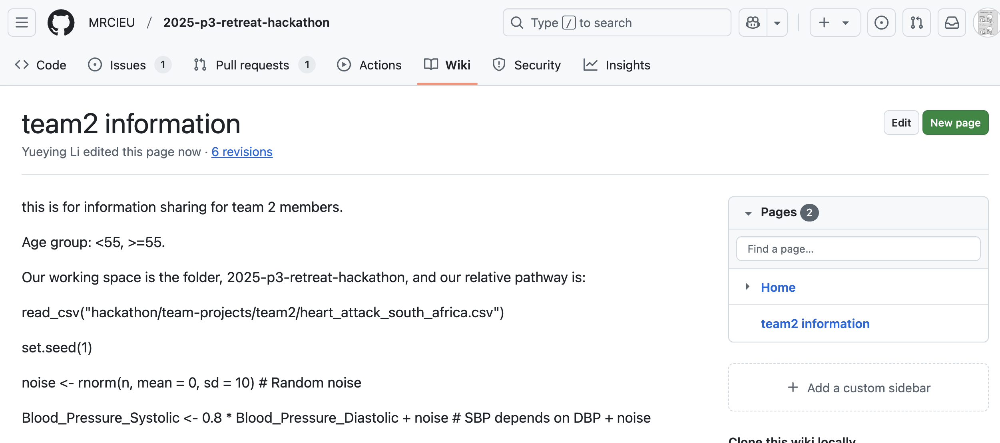 MRCIEU / 2025-p3-retreat-hackathon
Type / to search
Code
Issues 1
Pull requests 1
Actions
Wiki
Security
Insights
team2 information
Edit
New page
Yueying Li edited this page now · 6 revisions
this is for information sharing for team 2 members.
Age group: <55, >=55.
Our working space is the folder, 2025-p3-retreat-hackathon, and our relative pathway is:
read_csv("hackathon/team-projects/team2/heart_attack_south_africa.csv")
set.seed(1)
noise <- rnorm(n, mean = 0, sd = 10) # Random noise
Blood_Pressure_Systolic <- 0.8 * Blood_Pressure_Diastolic + noise # SBP depends on DBP + noise
Pages 2
Find a page...
Home
team2 information
+ Add a custom sidebar
Clone this wiki locally